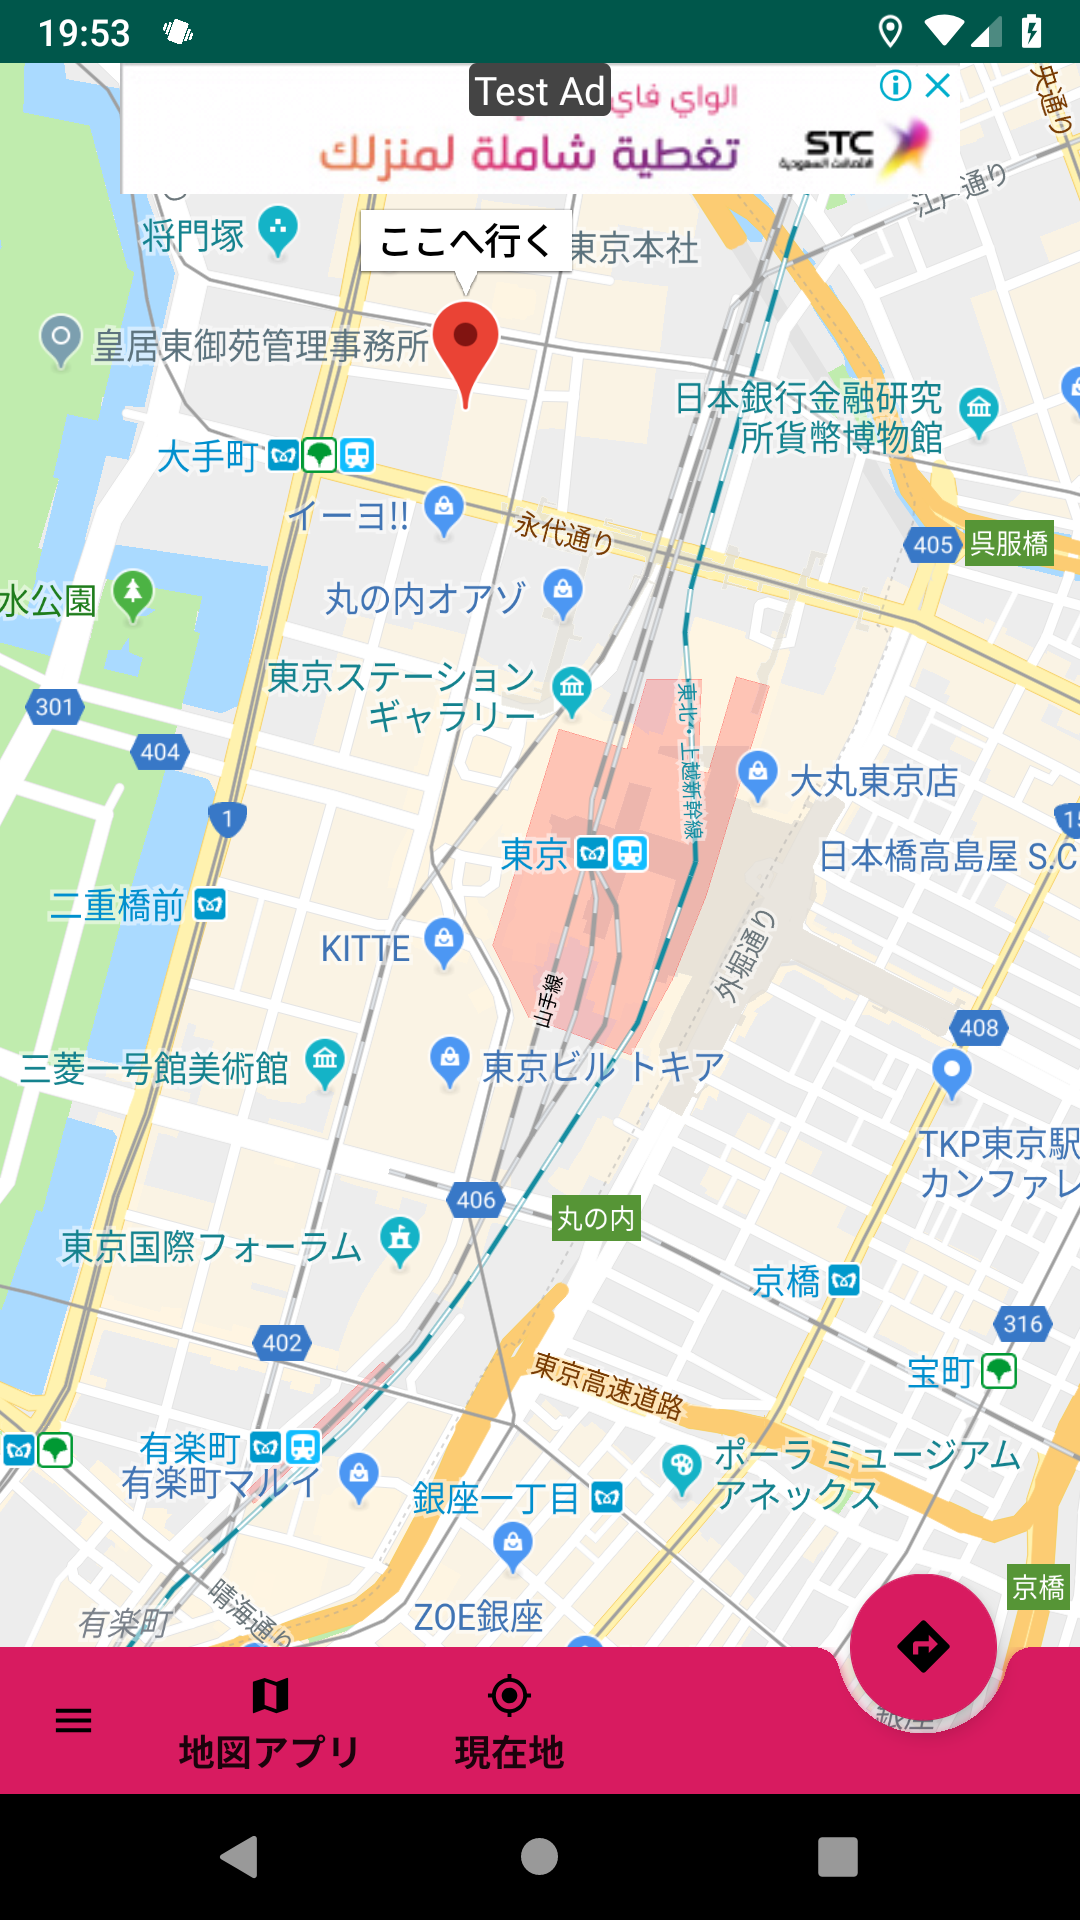 19:53
Test Ad
الواي فاي
تغطية شاملة لمنزلك
STC
الاتصالات السعودية
央通り
江戸通り
将門塚
ここへ行く
東京本社
皇居東御苑管理事務所
日本銀行金融研究
所貨幣博物館
大手町
イーヨ!!
永代通り
405
呉服橋
丸の内オアゾ
水公園
東京ステーション
ギャラリー
301
東北・上越新幹線
404
大丸東京店
1
15
東京
日本橋高島屋 S.C
二重橋前
KITTE
外堀通り
山手線
408
三菱一号館美術館
東京ビル トキア
TKP東京駅
カンファレ
406
丸の内
東京国際フォーラム
京橋
316
402
東京高速道路
宝町
有楽町
有楽町マルイ
ポーラ ミュージアム
アネックス
銀座一丁目
京橋
晴海通り
有楽町
ZOE銀座
銀座
地図アプリ
現在地